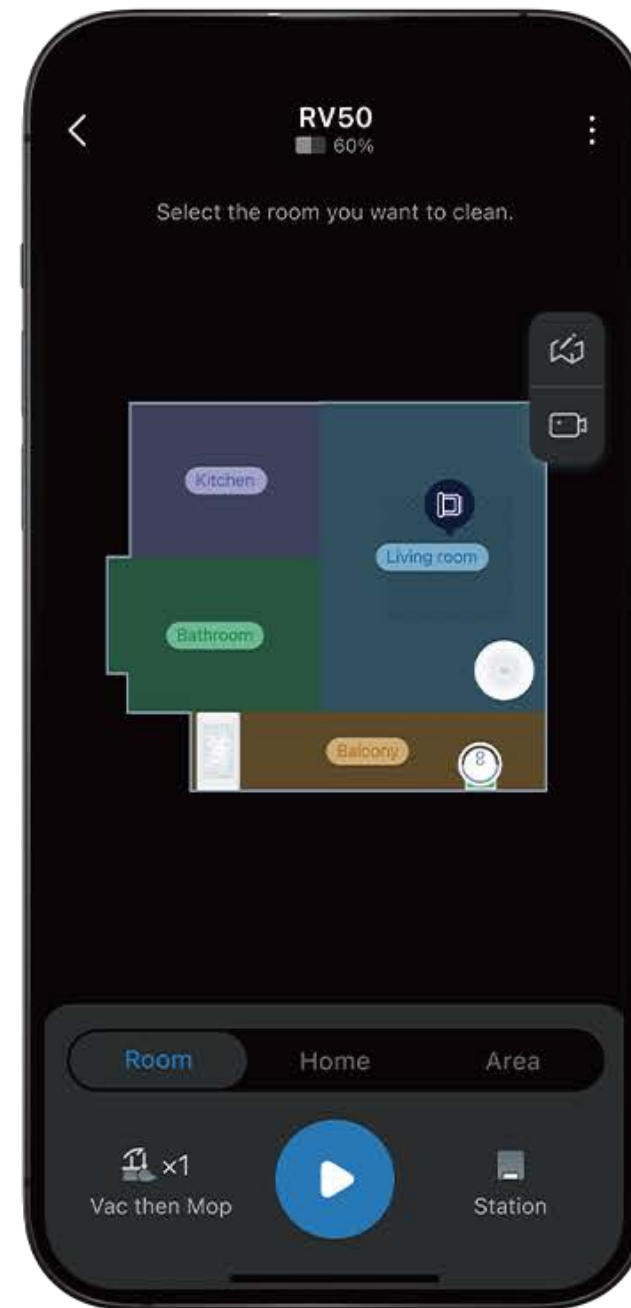 RV50
60%
Select the room you want to clean.
Kitchen
Living room
Bathroom
Balcony
Room Home Area
x1
Vac then Mop
Station